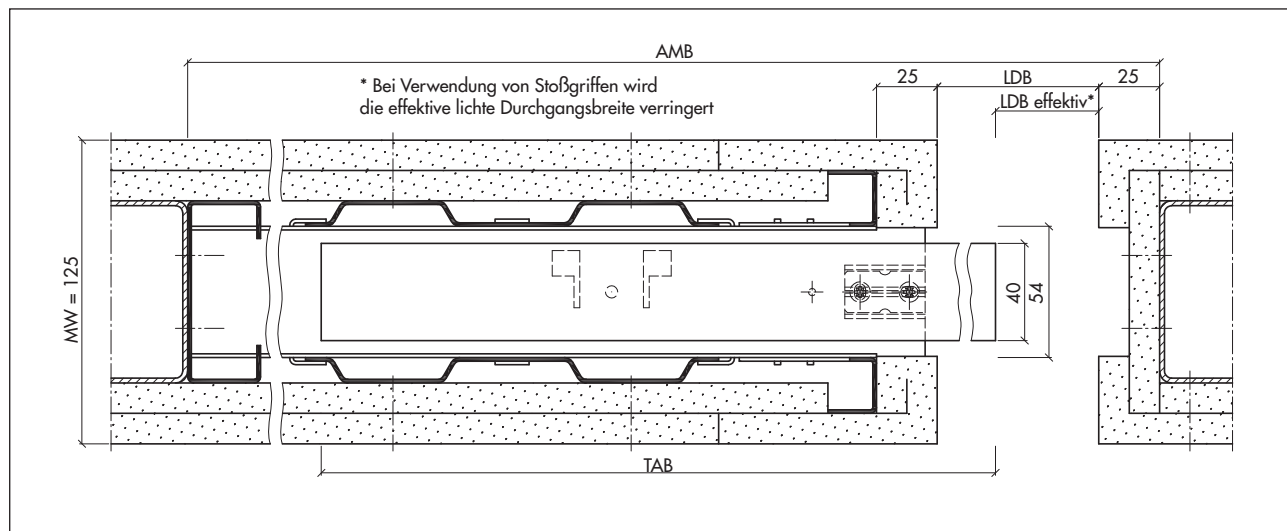 AMB
* Bei Verwendung von Stoßgriffen wird
die effektive lichte Durchgangsbreite verringert
25
LDB
25
LDB effektiv*
MW = 125
40
54
TAB